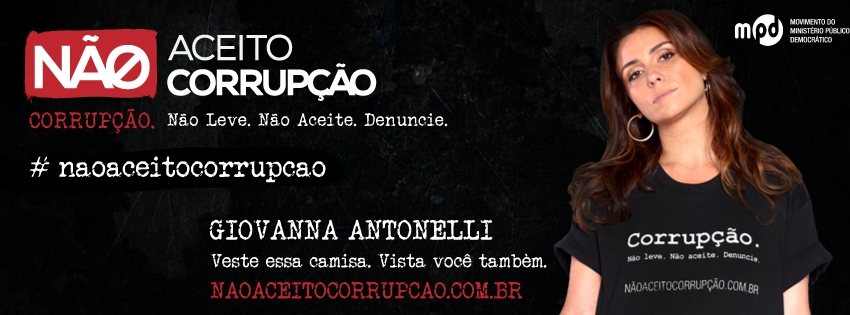 NÃO ACEITO
CORRUPÇÃO
CORRUPÇÃO. Não Leve. Não Aceite. Denuncie.
# naoaceitocorrupcao
GIOVANNA ANTONELLI
Veste essa camisa. Vista você tambèm.
NAOACEITOCORRUPCAO.COM.BR
mpd
MOVIMENTO DO
MINISTÉRIO PÚBLICO
DEMOCRÁTICO
Corrupção.
Não leve. Não aceite. Denuncie.
NÃOACEITOCORRUPÇÃO.COM.BR